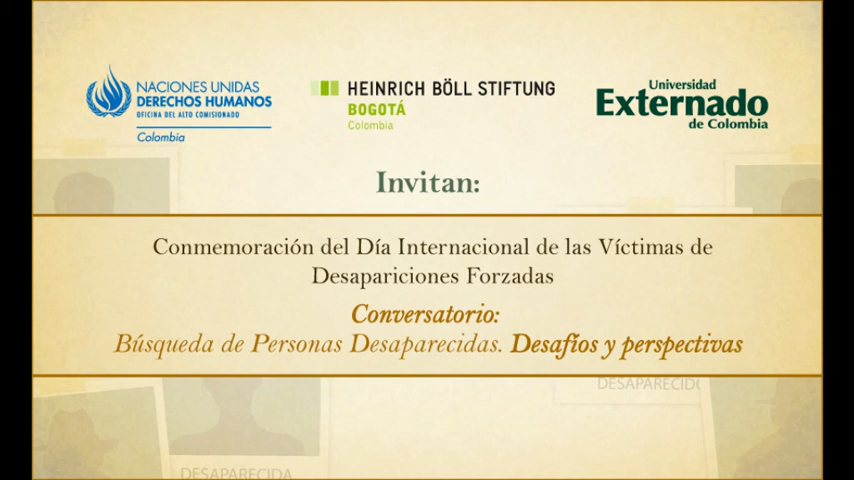 NACIONES UNIDAS
DERECHOS HUMANOS
OFICINA DEL ALTO COMISIONADO
Colombia
HEINRICH BÖLL STIFTUNG
BOGOTÁ
Colombia
Universidad
Externado
de Colombia
Invitan:
Conmemoración del Día Internacional de las Víctimas de
Desapariciones Forzadas
Conversatorio:
Búsqueda de Personas Desaparecidas. Desafíos y perspectivas
DESAPARECIDO
DESAPARECIDA